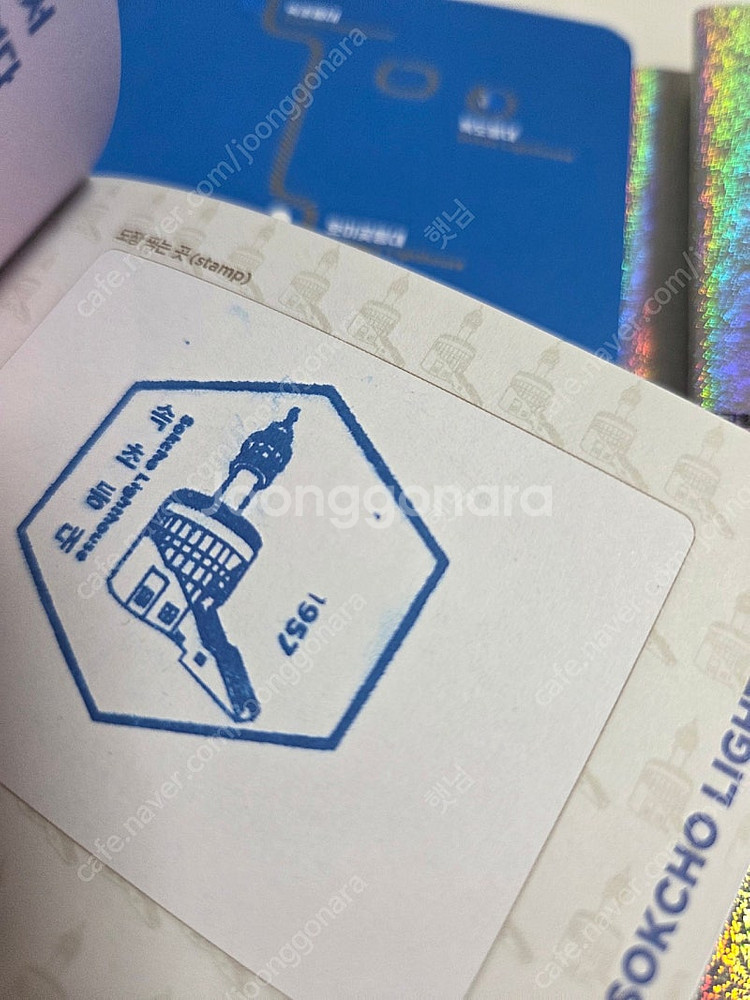 도장 찍는 곳(stamp)
속초등대
Sokcho Lighthouse
1957
SOKCHO LIGH
joonggonara
cafe.naver.com/joonggonara
햇님